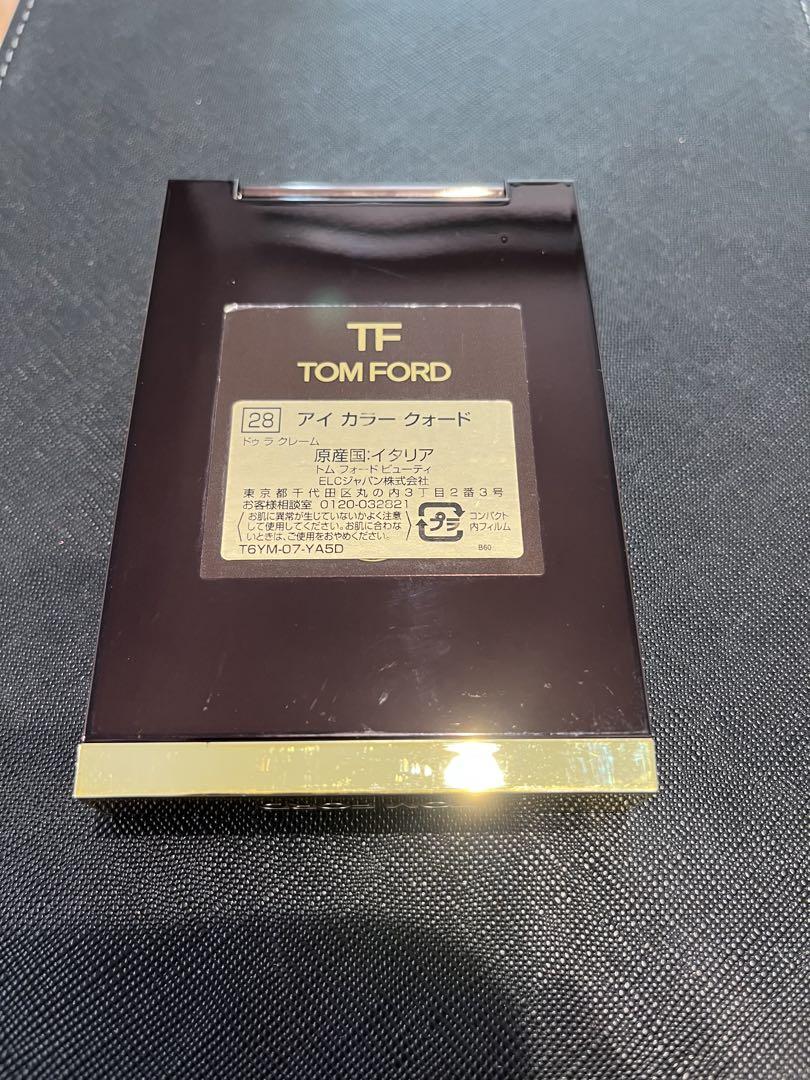 TF
TOM FORD
28 アイ カラー クォード
ドゥ ラ クレーム
原産国:イタリア
トム フォード ビューティ
ELCジャパン株式会社
東京都千代田区丸の内3丁目2番3号
お客様相談室 0120-032821
お肌に異常が生じていないかよく注意
して使用してください。お肌に合わな
いときは、ご使用をおやめください。
プラ
コンパクト
内フィルム
T6YM-07-YA5D
B60